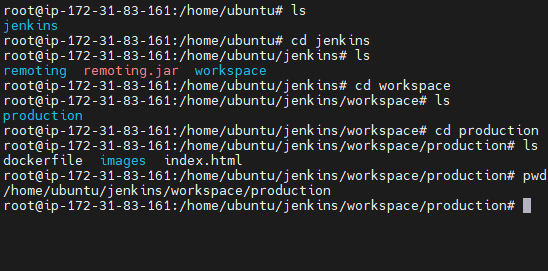 root@ip-172-31-83-161:/home/ubuntu# ls
jenkins
root@ip-172-31-83-161:/home/ubuntu# cd jenkins
root@ip-172-31-83-161:/home/ubuntu/jenkins# ls
remoting  remoting.jar  workspace
root@ip-172-31-83-161:/home/ubuntu/jenkins# cd workspace
root@ip-172-31-83-161:/home/ubuntu/jenkins/workspace# ls
production
root@ip-172-31-83-161:/home/ubuntu/jenkins/workspace# cd production
root@ip-172-31-83-161:/home/ubuntu/jenkins/workspace/production# ls
dockerfile  images  index.html
root@ip-172-31-83-161:/home/ubuntu/jenkins/workspace/production# pwd
/home/ubuntu/jenkins/workspace/production
root@ip-172-31-83-161:/home/ubuntu/jenkins/workspace/production#